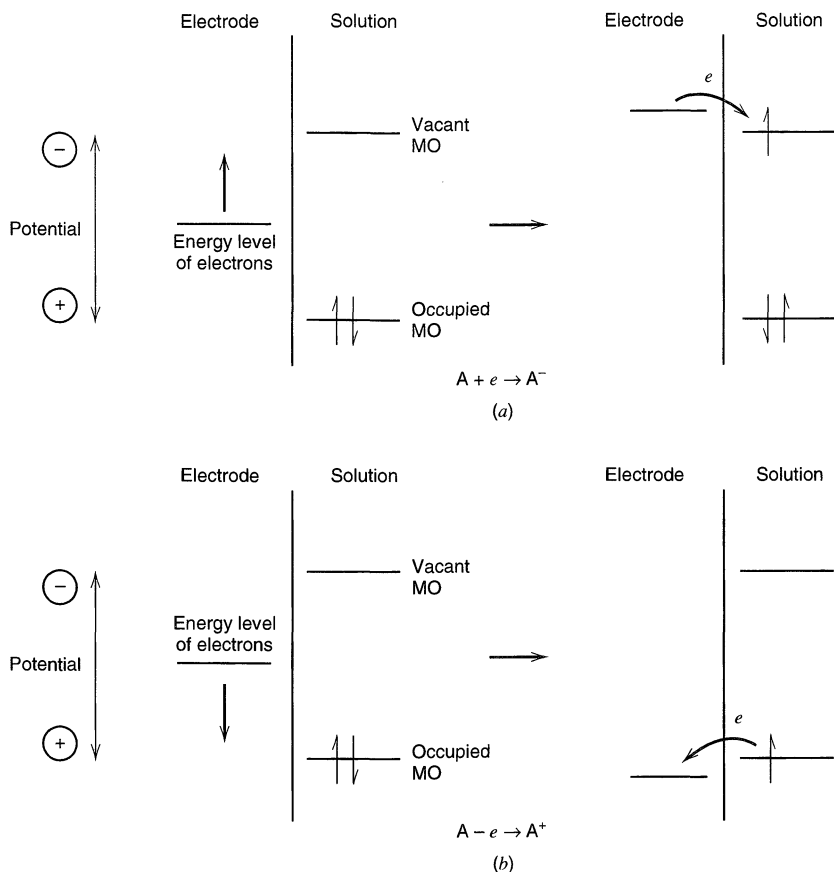 Electrode Solution Electrode Solution
e
Vacant
MO
−
Potential
Energy level
of electrons
+
Occupied
MO
A + e → A⁻
(a)
Electrode Solution Electrode Solution
Vacant
MO
−
Energy level
of electrons
Potential
e
+
Occupied
MO
A − e → A⁺
(b)